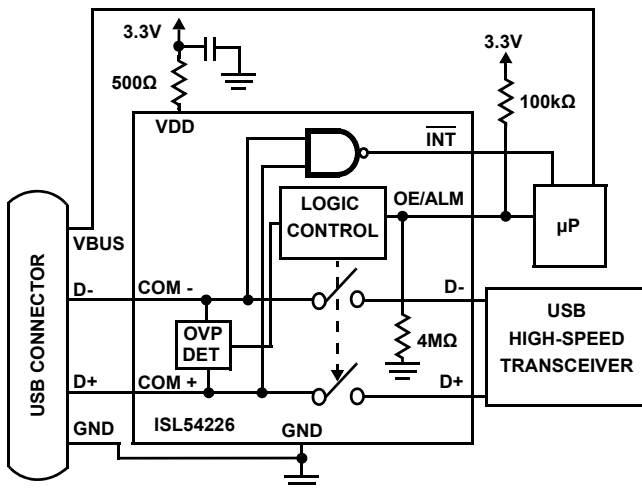 3.3V
500Ω
VDD
3.3V
100kΩ
INT
OE/ALM
LOGIC
CONTROL
µP
USB CONNECTOR
VBUS
D-
COM -
D-
OVP
DET
4MΩ
USB
HIGH-SPEED
TRANSCEIVER
D+
COM +
D+
GND
ISL54226
GND